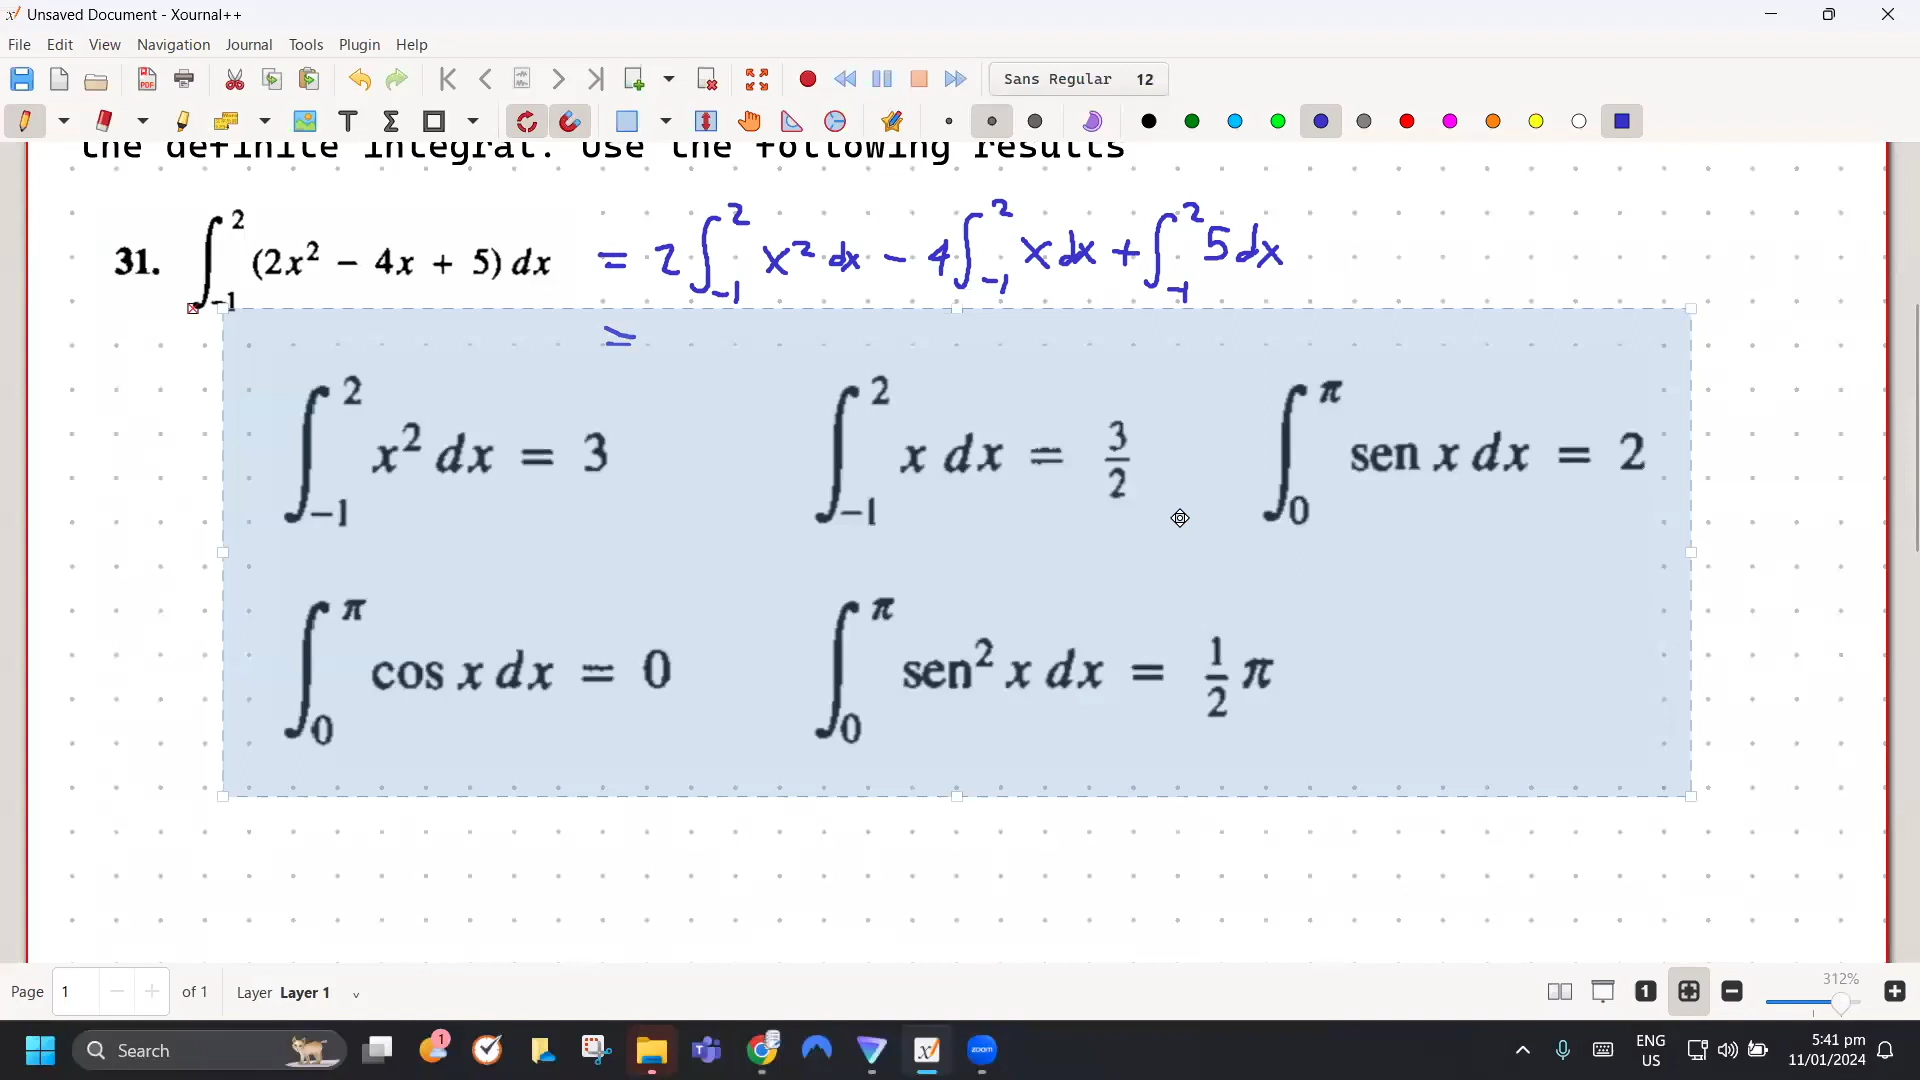 Unsaved Document - Xournal++
File Edit View Navigation Journal Tools Plugin Help
Sans Regular 12
the definite integral. Use the following results
31. ∫_{-1}^{2} (2x² − 4x + 5) dx = 2 ∫_{-1}^{2} x² dx − 4 ∫_{-1}^{2} x dx + ∫_{-1}^{2} 5 dx
=
∫_{-1}^{2} x² dx = 3 ∫_{-1}^{2} x dx = 3/2 ∫_{0}^{π} sen x dx = 2
∫_{0}^{π} cos x dx = 0 ∫_{0}^{π} sen² x dx = 1/2 π
Page 1 of 1 Layer Layer 1 312%
Search 1 zoom ENG US 5:41 pm 11/01/2024